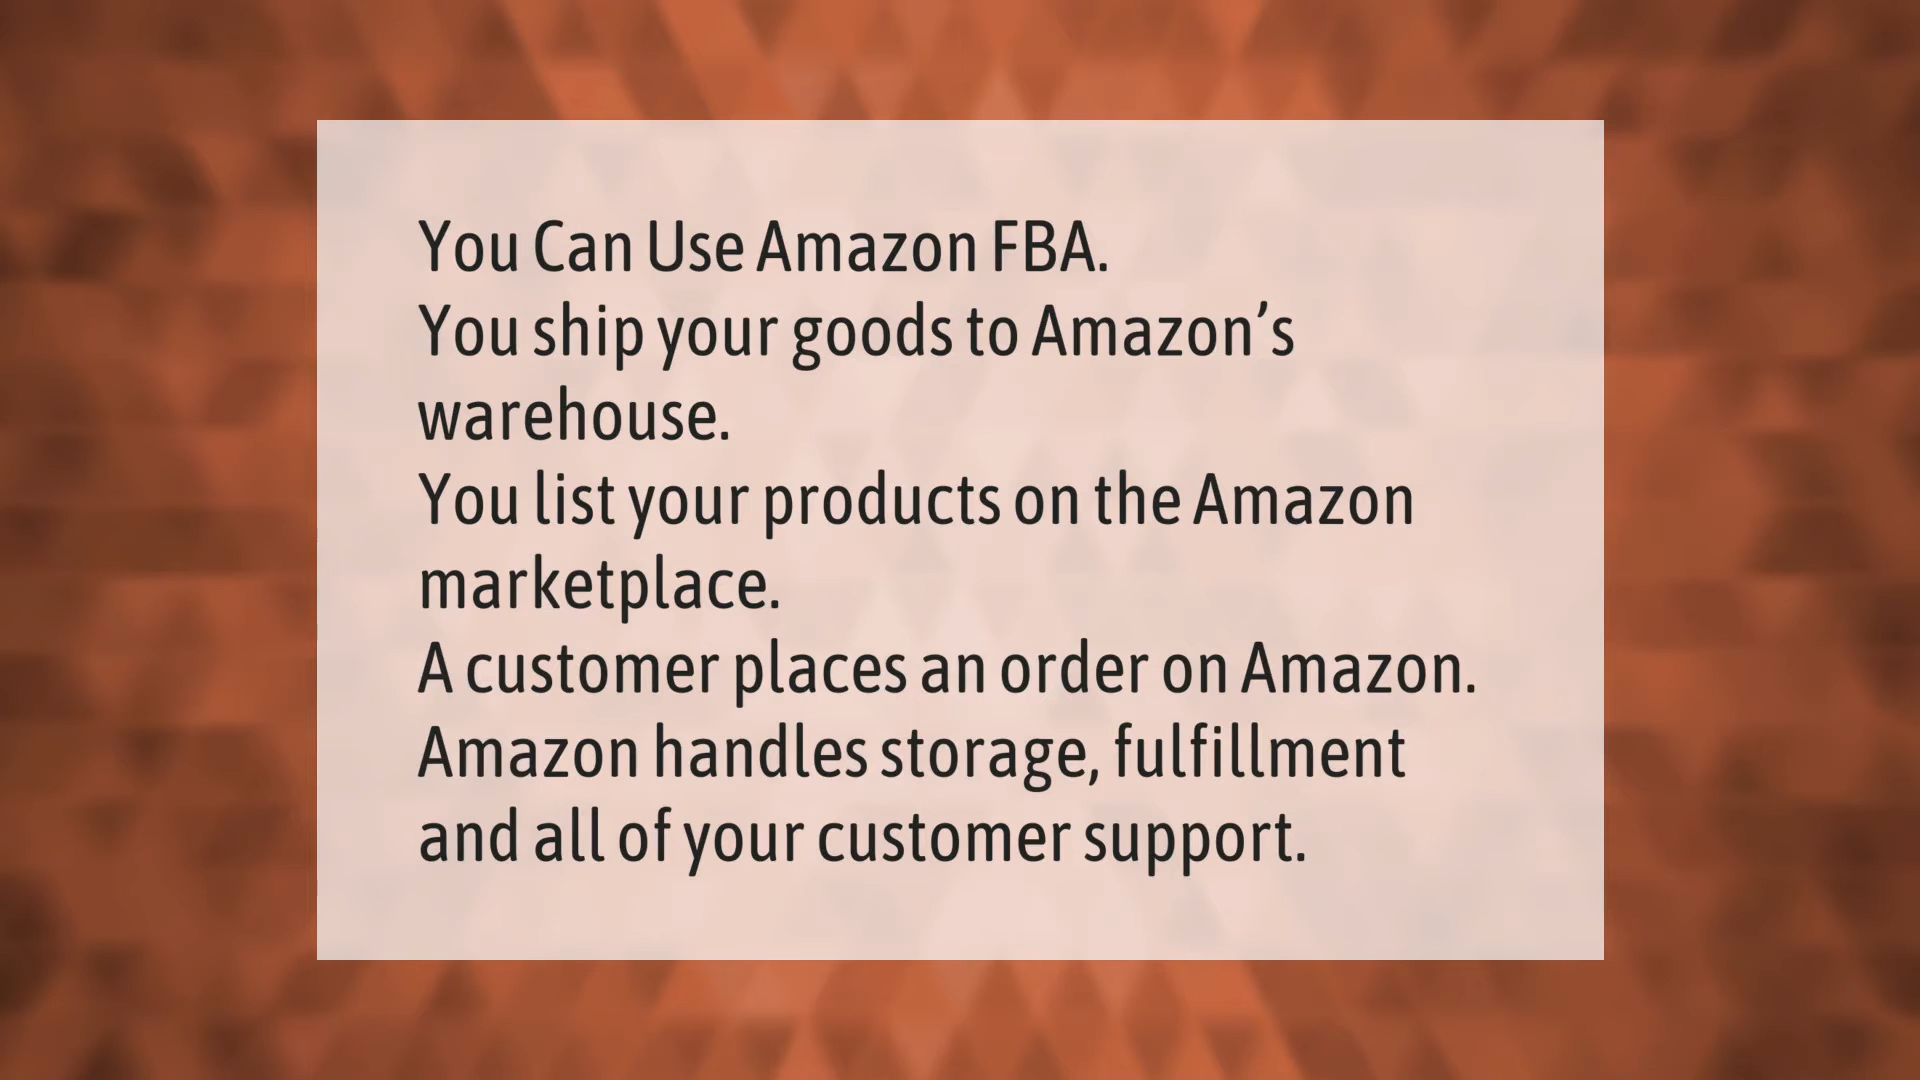 You Can Use Amazon FBA.
You ship your goods to Amazon’s
warehouse.
You list your products on the Amazon
marketplace.
A customer places an order on Amazon.
Amazon handles storage, fulfillment
and all of your customer support.